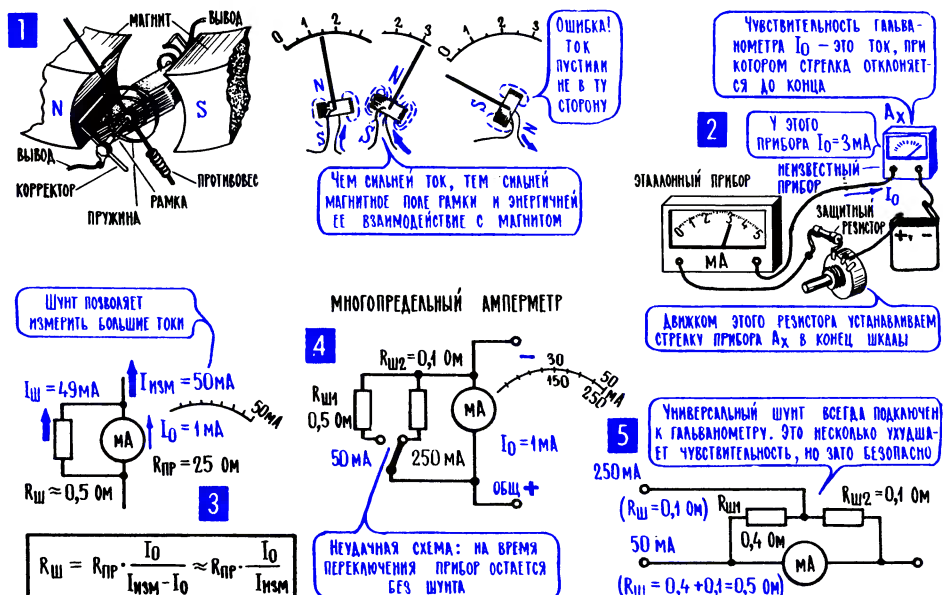 1
МАГНИТ
ВЫВОД
N
S
ВЫВОД
КОРРЕКТОР
ПРУЖИНА
РАМКА
ПРОТИВОВЕС
0 1 2
2 3
0 1 2 3
N
S
N
S
S
N
ОШИБКА!
ТОК
ПУСТИЛИ
НЕ В ТУ
СТОРОНУ
ЧЕМ СИЛЬНЕЙ ТОК, ТЕМ СИЛЬНЕЙ
МАГНИТНОЕ ПОЛЕ РАМКИ И ЭНЕРГИЧНЕЙ
ЕЕ ВЗАИМОДЕЙСТВИЕ С МАГНИТОМ
2
ЧУВСТВИТЕЛЬНОСТЬ ГАЛЬВА-
НОМЕТРА I0 – ЭТО ТОК, ПРИ
КОТОРОМ СТРЕЛКА ОТКЛОНЯЕТ-
СЯ ДО КОНЦА
Ax
У ЭТОГО
ПРИБОРА I0=3мА
НЕИЗВЕСТНЫЙ
ПРИБОР
I0
ЭТАЛОННЫЙ ПРИБОР
0 1 2 3 4 5
мА
ЗАЩИТНЫЙ
РЕЗИСТОР
+ -
ДВИЖКОМ ЭТОГО РЕЗИСТОРА УСТАНАВЛИВАЕМ
СТРЕЛКУ ПРИБОРА Ax В КОНЕЦ ШКАЛЫ
ШУНТ ПОЗВОЛЯЕТ
ИЗМЕРИТЬ БОЛЬШИЕ ТОКИ
Iш=49мА
Iизм=50мА
50мА
мА
I0=1мА
Rпр=25 Ом
Rш≈0,5 Ом
3
Rш = Rпр · I0 / (Iизм-I0) ≈ Rпр · I0 / Iизм
МНОГОПРЕДЕЛЬНЫЙ АМПЕРМЕТР
4
Rш2=0,1 Ом
Rш1
0,5 Ом
мА
-
30 50
150 250
мА
I0=1мА
50мА
250 мА
ОБЩ +
НЕУДАЧНАЯ СХЕМА: НА ВРЕМЯ
ПЕРЕКЛЮЧЕНИЯ ПРИБОР ОСТАЕТСЯ
БЕЗ ШУНТА
5
УНИВЕРСАЛЬНЫЙ ШУНТ ВСЕГДА ПОДКЛЮЧЕН
К ГАЛЬВАНОМЕТРУ. ЭТО НЕСКОЛЬКО УХУДША-
ЕТ ЧУВСТВИТЕЛЬНОСТЬ, НО ЗАТО БЕЗОПАСНО
250мА
(Rш=0,1 Ом)
Rш1
0,4 Ом
Rш2=0,1 Ом
50 мА
мА
(Rш = 0,4+0,1=0,5 Ом)